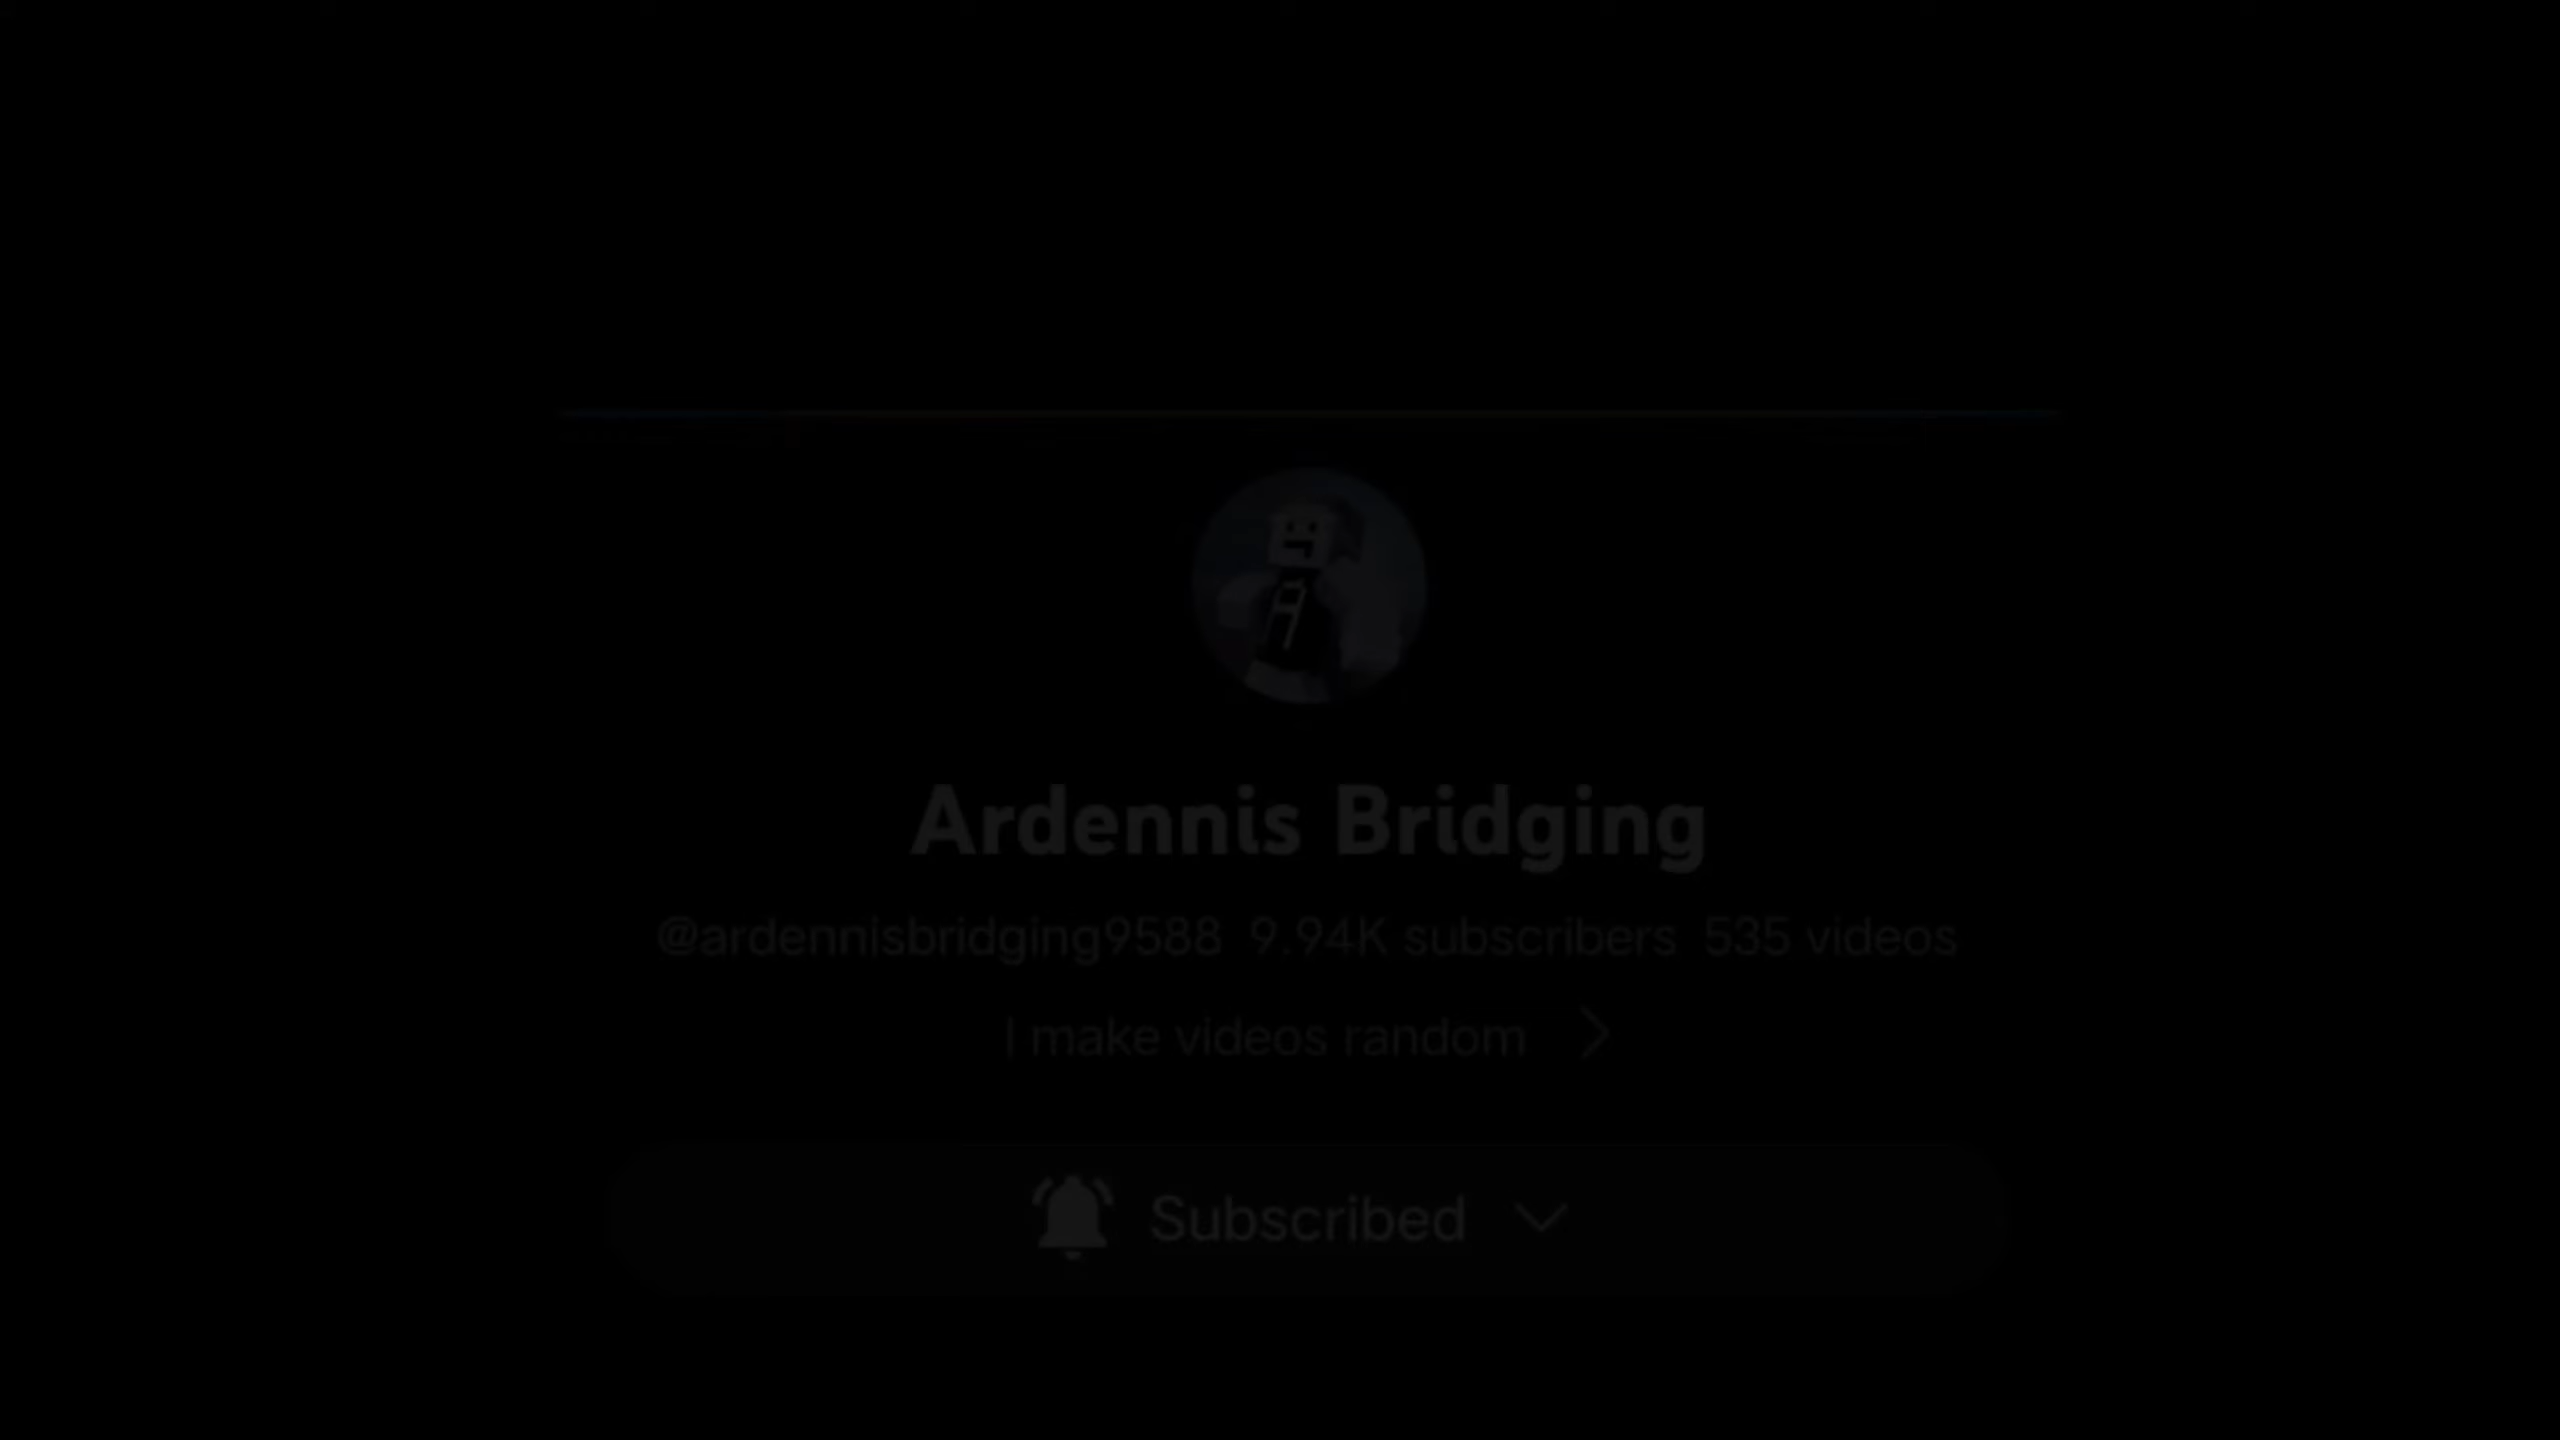 Ardennis Bridging
@ardennisbridging9588 9.94K subscribers 535 videos
I make videos random
Subscribed